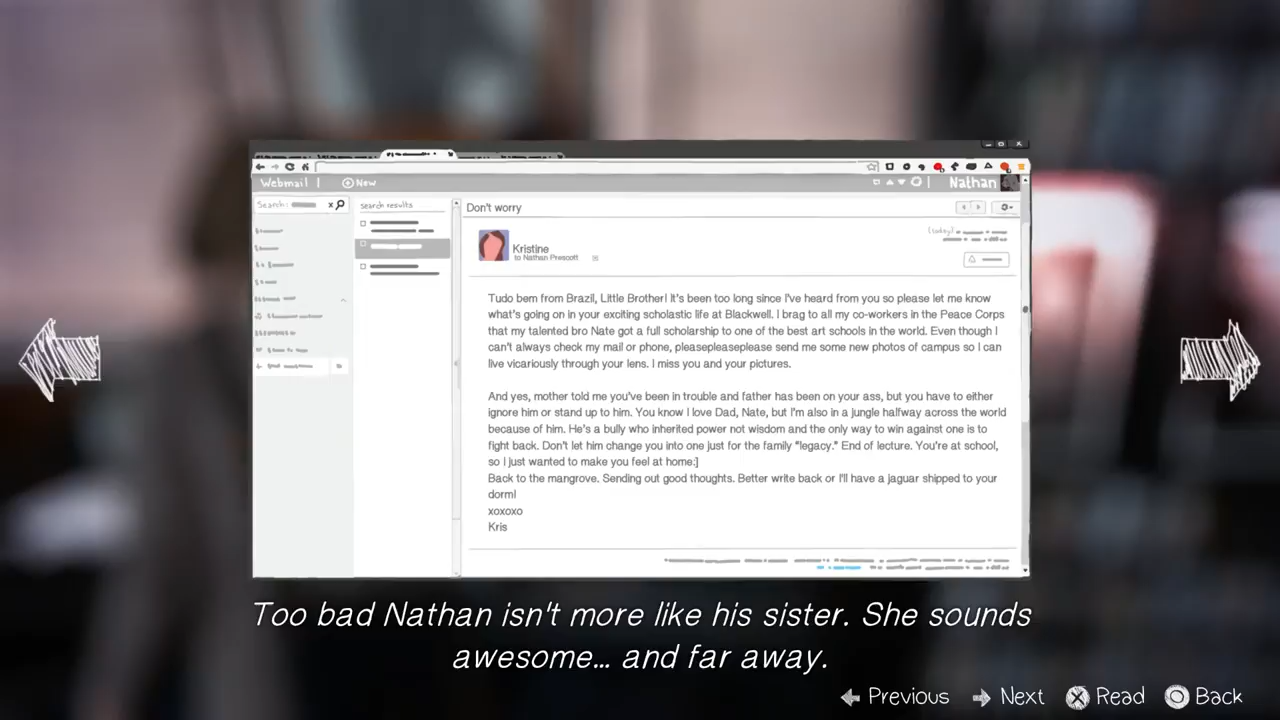 Webmail
New
Nathan
Search:
search results
Don't worry
(today)
Kristine
to Nathan Prescott
Tudo bem from Brazil, Little Brother! It's been too long since I've heard from you so please let me know
what's going on in your exciting scholastic life at Blackwell. I brag to all my co-workers in the Peace Corps
that my talented bro Nate got a full scholarship to one of the best art schools in the world. Even though I
can't always check my mail or phone, pleasepleaseplease send me some new photos of campus so I can
live vicariously through your lens. I miss you and your pictures.
And yes, mother told me you've been in trouble and father has been on your ass, but you have to either
ignore him or stand up to him. You know I love Dad, Nate, but I'm also in a jungle halfway across the world
because of him. He's a bully who inherited power not wisdom and the only way to win against one is to
fight back. Don't let him change you into one just for the family "legacy." End of lecture. You're at school,
so I just wanted to make you feel at home:]
Back to the mangrove. Sending out good thoughts. Better write back or I'll have a jaguar shipped to your
dorm!
xoxoxo
Kris
Too bad Nathan isn't more like his sister. She sounds
awesome... and far away.
Previous
Next
Read
Back